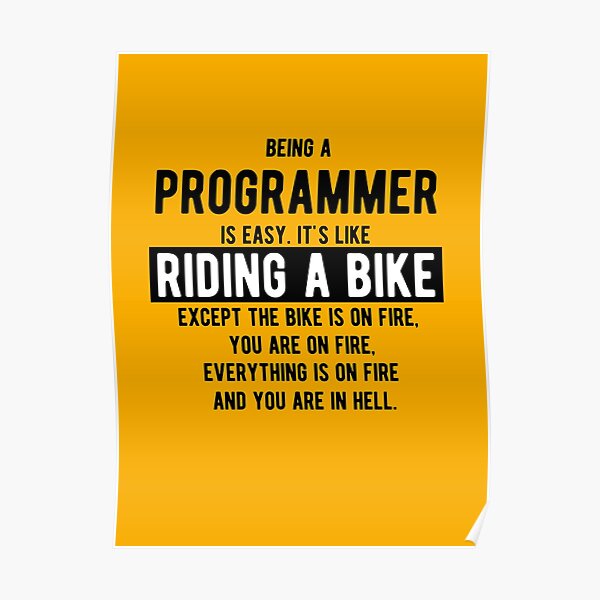 BEING A
PROGRAMMER
IS EASY. IT'S LIKE
RIDING A BIKE
EXCEPT THE BIKE IS ON FIRE,
YOU ARE ON FIRE,
EVERYTHING IS ON FIRE
AND YOU ARE IN HELL.